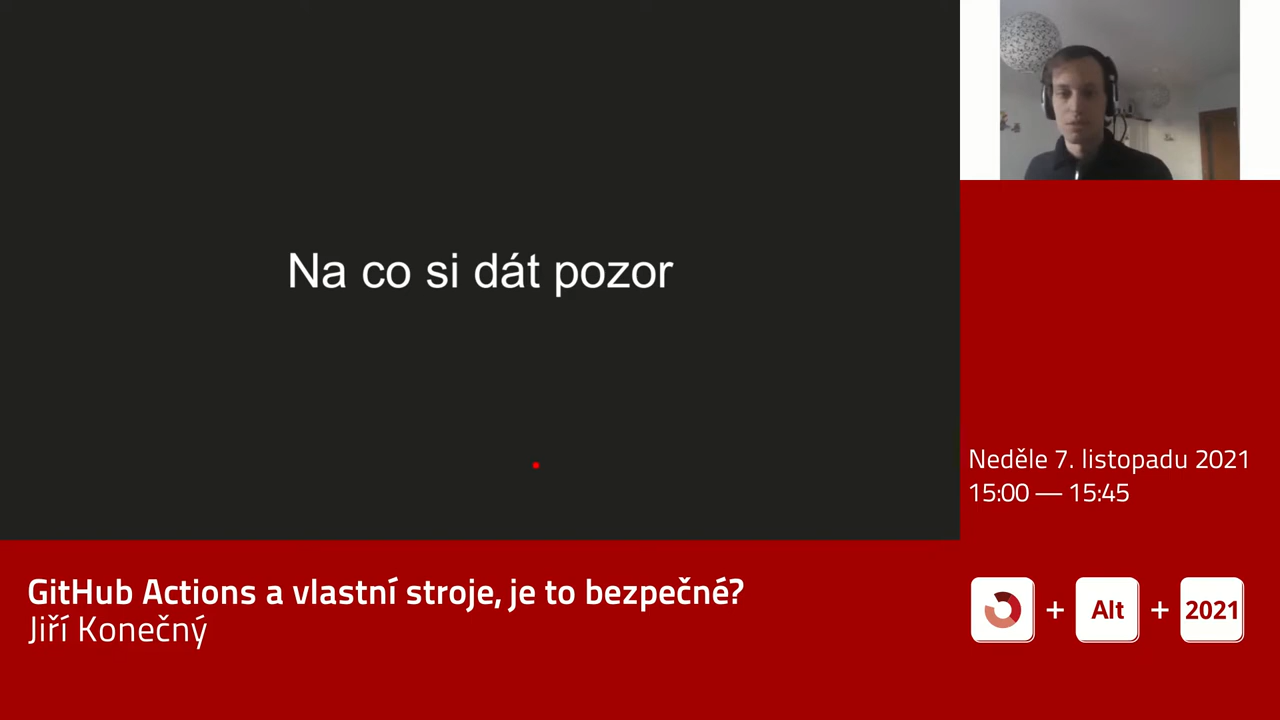 Na co si dát pozor
Neděle 7. listopadu 2021
15:00 — 15:45
GitHub Actions a vlastní stroje, je to bezpečné?
Jiří Konečný
+ Alt + 2021